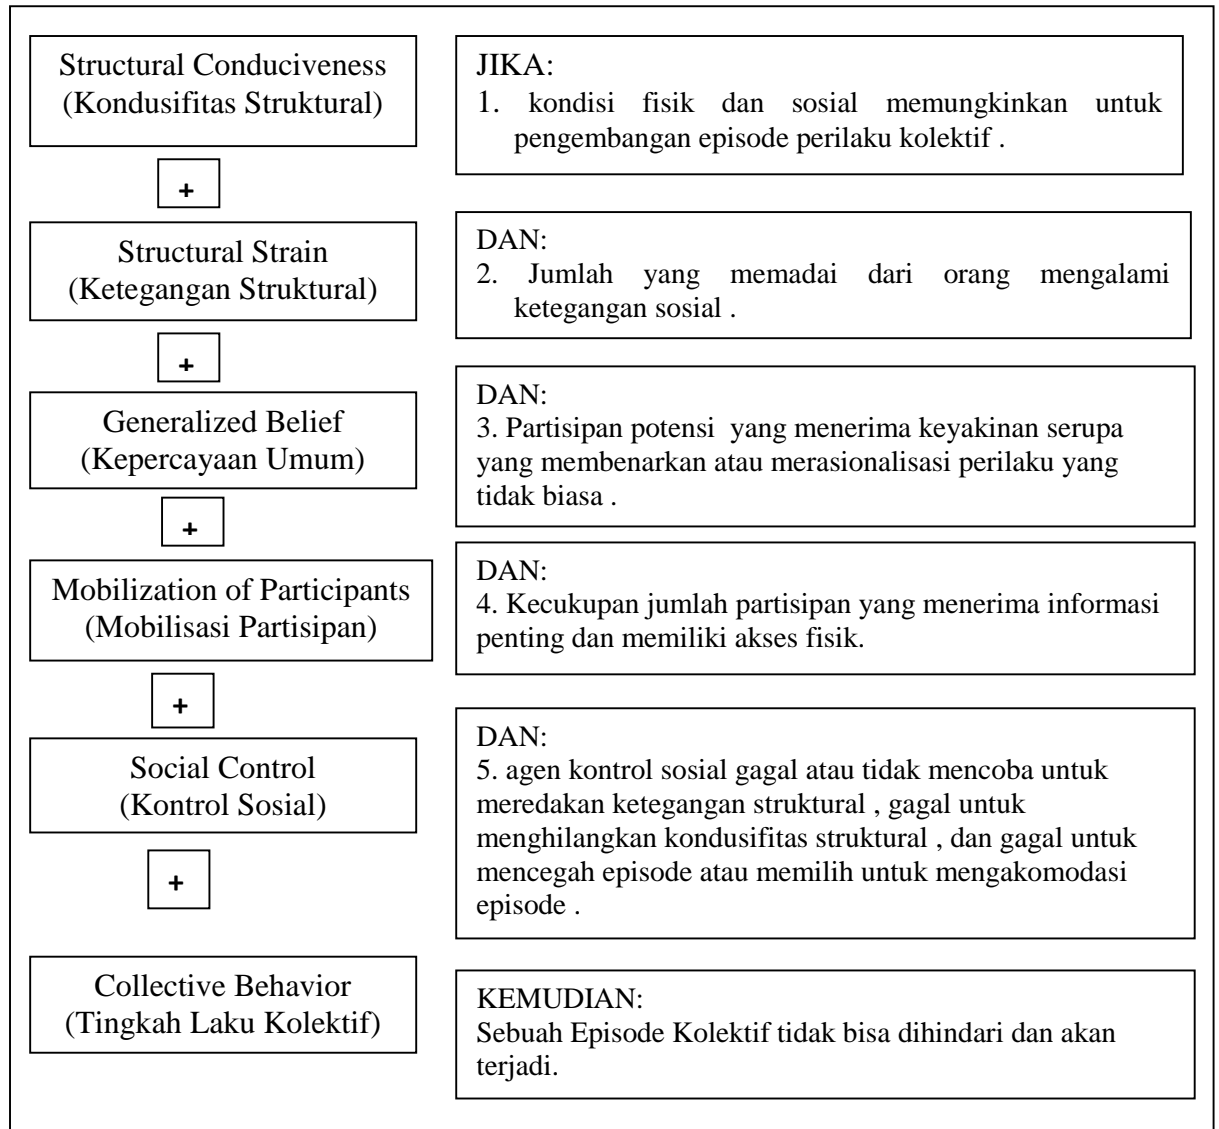 Structural Conduciveness
(Kondusifitas Struktural)
JIKA:
1. kondisi fisik dan sosial memungkinkan untuk
pengembangan episode perilaku kolektif .
+
Structural Strain
(Ketegangan Struktural)
DAN:
2. Jumlah yang memadai dari orang mengalami
ketegangan sosial .
+
Generalized Belief
(Kepercayaan Umum)
DAN:
3. Partisipan potensi yang menerima keyakinan serupa
yang membenarkan atau merasionalisasi perilaku yang
tidak biasa .
+
Mobilization of Participants
(Mobilisasi Partisipan)
DAN:
4. Kecukupan jumlah partisipan yang menerima informasi
penting dan memiliki akses fisik.
+
Social Control
(Kontrol Sosial)
DAN:
5. agen kontrol sosial gagal atau tidak mencoba untuk
meredakan ketegangan struktural , gagal untuk
menghilangkan kondusifitas struktural , dan gagal untuk
mencegah episode atau memilih untuk mengakomodasi
episode .
+
Collective Behavior
(Tingkah Laku Kolektif)
KEMUDIAN:
Sebuah Episode Kolektif tidak bisa dihindari dan akan
terjadi.